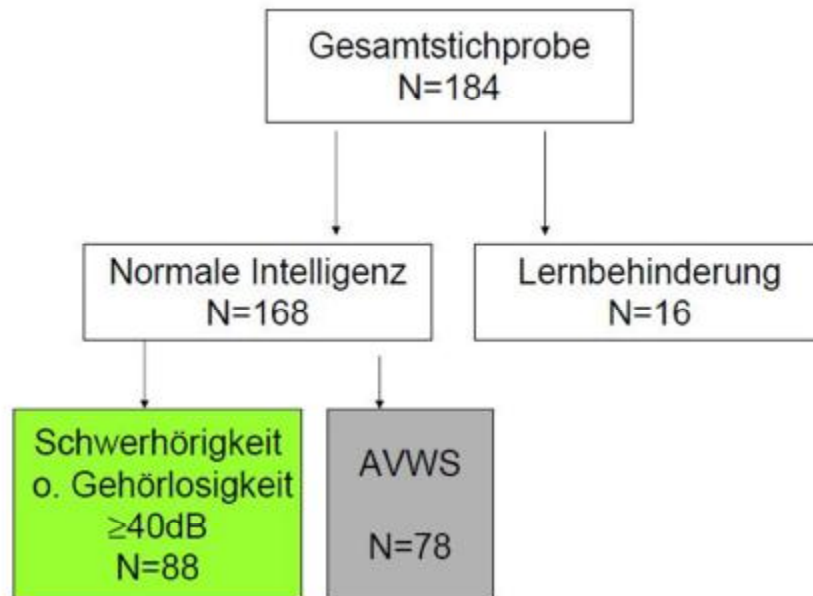 Gesamtstichprobe
N=184
Normale Intelligenz
N=168
Lernbehinderung
N=16
Schwerhörigkeit
o. Gehörlosigkeit
≥40dB
N=88
AVWS
N=78